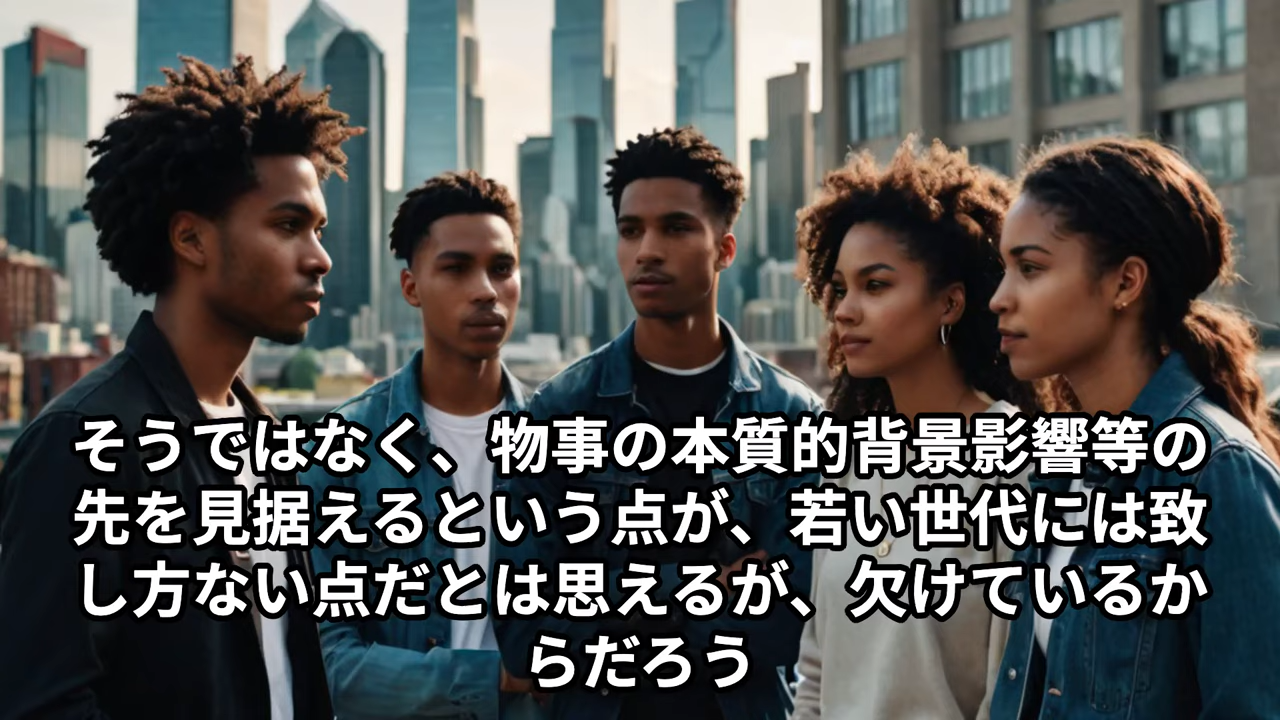 そうではなく、物事の本質的背景影響等の
先を見据えるという点が、若い世代には致
し方ない点だとは思えるが、欠けているか
らだろう